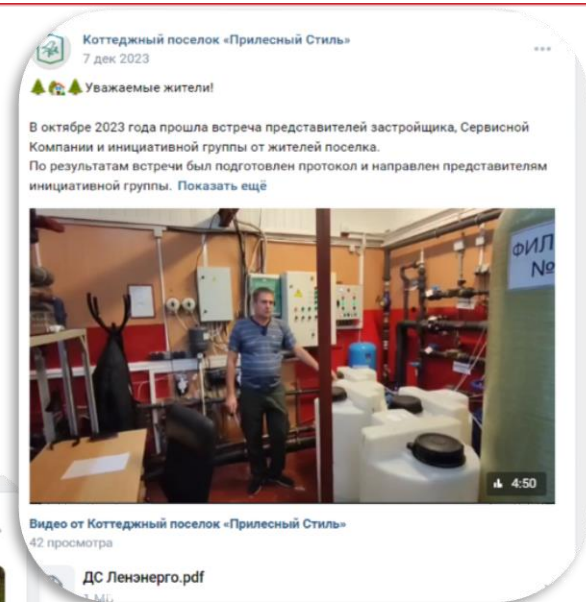 Коттеджный поселок «Прилесный Стиль»
7 дек 2023
Уважаемые жители!
В октябре 2023 года прошла встреча представителей застройщика, Сервисной
Компании и инициативной группы от жителей поселка.
По результатам встречи был подготовлен протокол и направлен представителям
инициативной группы. Показать ещё
ФИЛ
№
4:50
Видео от Коттеджный поселок «Прилесный Стиль»
42 просмотра
ДС Ленэнерго.pdf